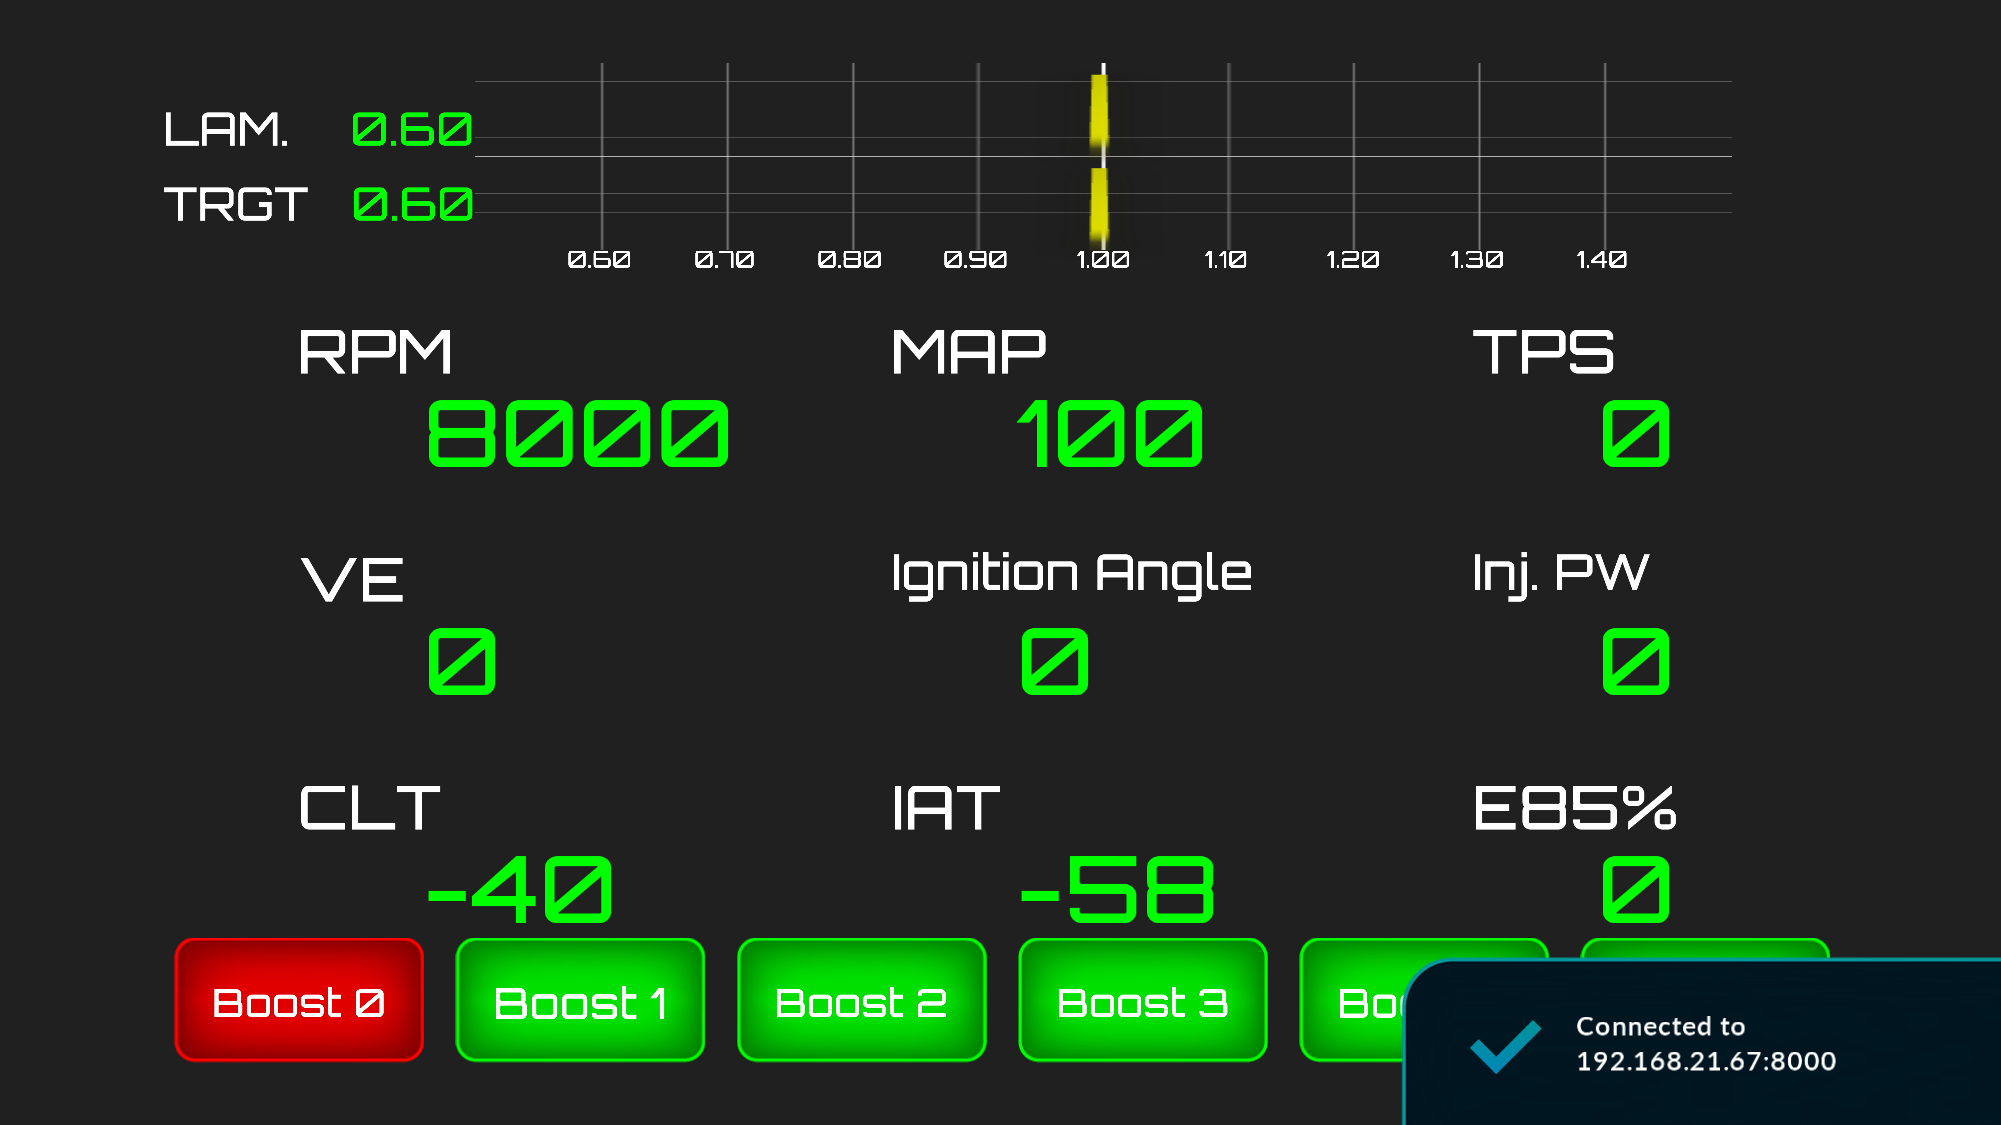 LAM. 0.60
TRGT 0.60
0.60 0.70 0.80 0.90 1.00 1.10 1.20 1.30 1.40
RPM MAP TPS
8000 100 0
VE Ignition Angle Inj. PW
0 0 0
CLT IAT E85%
-40 -58 0
Boost 0 Boost 1 Boost 2 Boost 3
Connected to
192.168.21.67:8000